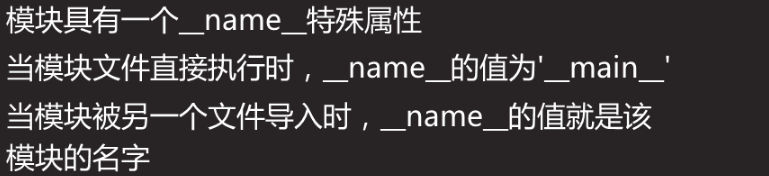 模块具有一个__name__特殊属性
当模块文件直接执行时，__name__的值为'__main__'
当模块被另一个文件导入时，__name__的值就是该
模块的名字